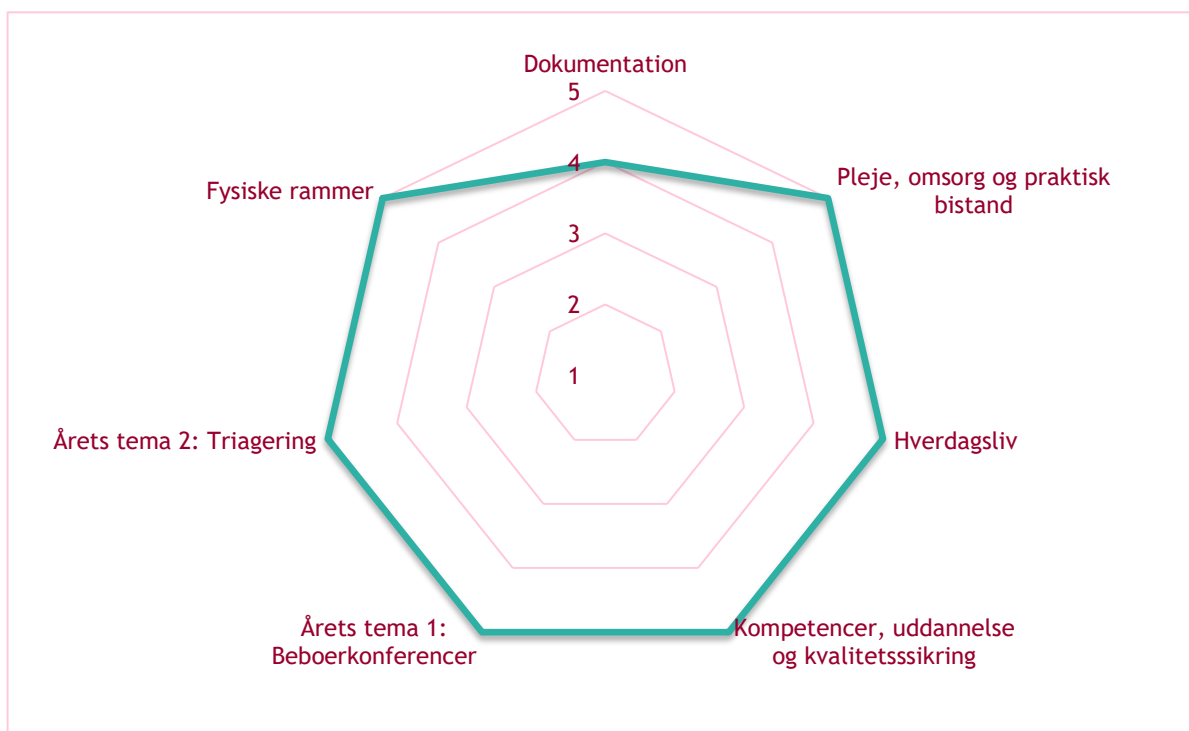 Dokumentation
5
4
3
2
1
Pleje, omsorg og praktisk
bistand
Hverdagsliv
Kompetencer, uddannelse
og kvalitetsssikring
Årets tema 1:
Beboerkonferencer
Årets tema 2: Triagering
Fysiske rammer